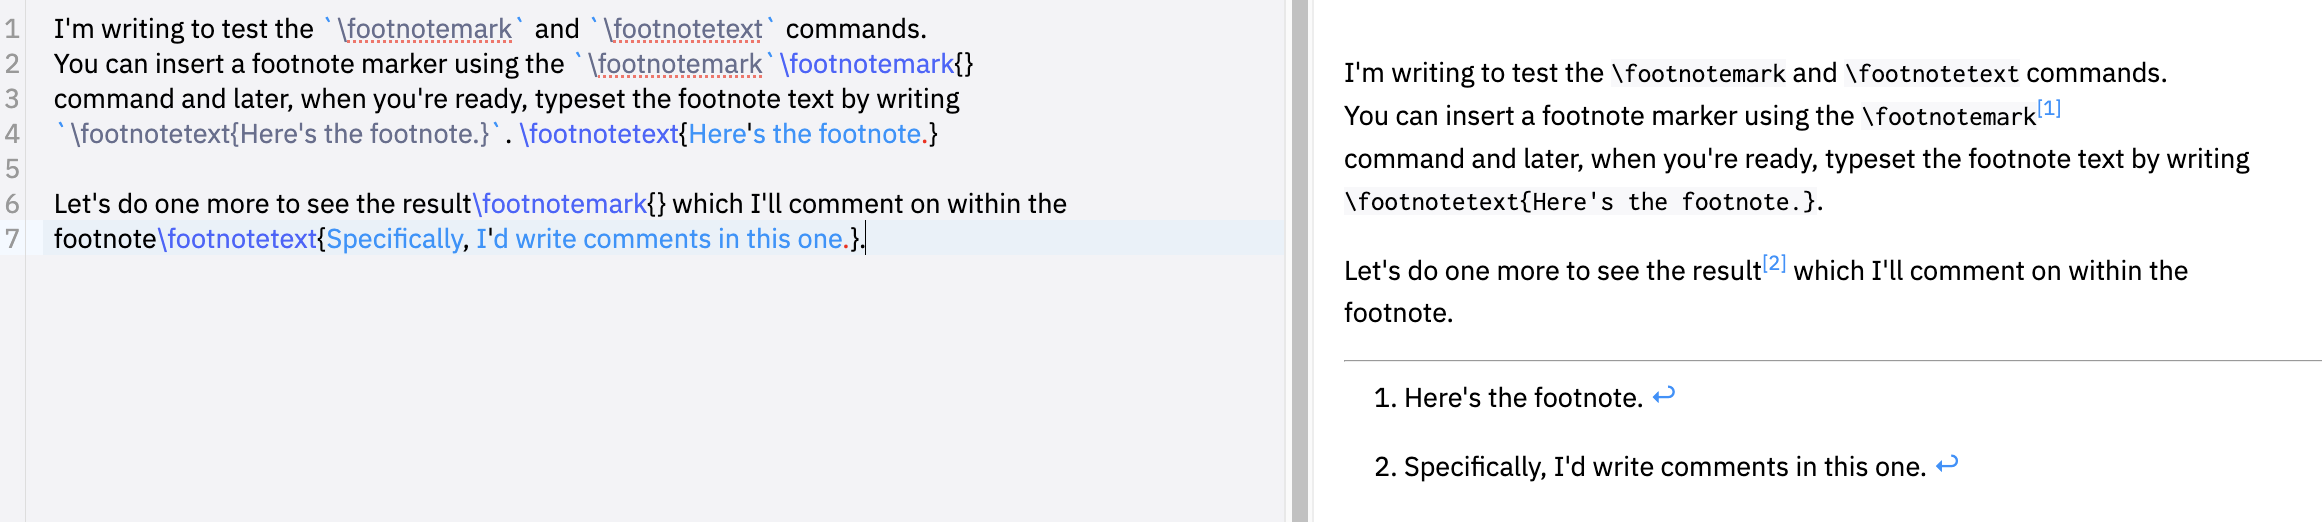 1 I'm writing to test the `\footnotemark` and `\footnotetext` commands.
2 You can insert a footnote marker using the `\footnotemark`\footnotemark{}
3 command and later, when you're ready, typeset the footnote text by writing
4 `\footnotetext{Here's the footnote.}`. \footnotetext{Here's the footnote.}
5
6 Let's do one more to see the result\footnotemark{} which I'll comment on within the
7 footnote\footnotetext{Specifically, I'd write comments in this one.}.
I'm writing to test the \footnotemark and \footnotetext commands.
You can insert a footnote marker using the \footnotemark[1]
command and later, when you're ready, typeset the footnote text by writing
\footnotetext{Here's the footnote.}.
Let's do one more to see the result[2] which I'll comment on within the
footnote.
1. Here's the footnote. ↩
2. Specifically, I'd write comments in this one. ↩